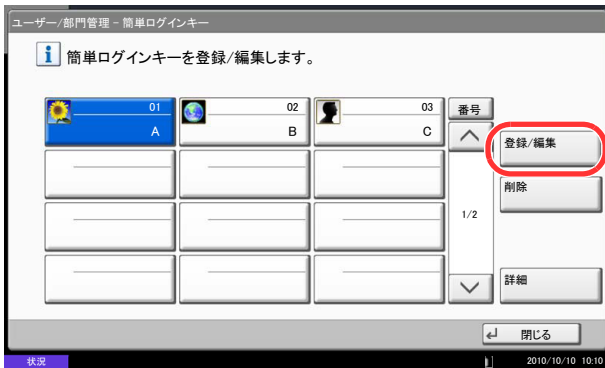 ユーザー/部門管理 - 簡単ログインキー
簡単ログインキーを登録/編集します。
01
A
02
B
03
C
番号
登録/編集
削除
1/2
詳細
閉じる
状況
2010/10/10 10:10